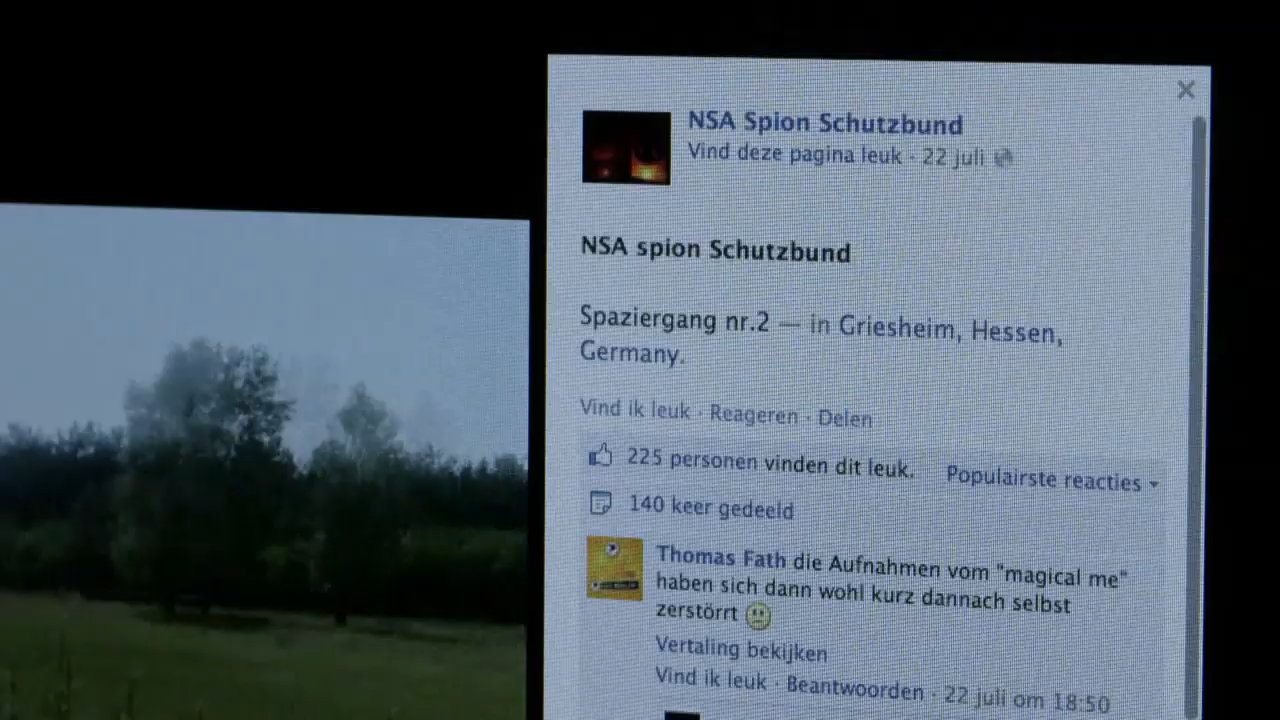 NSA Spion Schutzbund
Vind deze pagina leuk · 22 juli
NSA spion Schutzbund
Spaziergang nr.2 — in Griesheim, Hessen,
Germany.
Vind ik leuk · Reageren · Delen
225 personen vinden dit leuk. Populairste reacties
140 keer gedeeld
Thomas Fath die Aufnahmen vom "magical me"
haben sich dann wohl kurz dannach selbst
zerstörrt
Vertaling bekijken
Vind ik leuk · Beantwoorden · 22 juli om 18:50